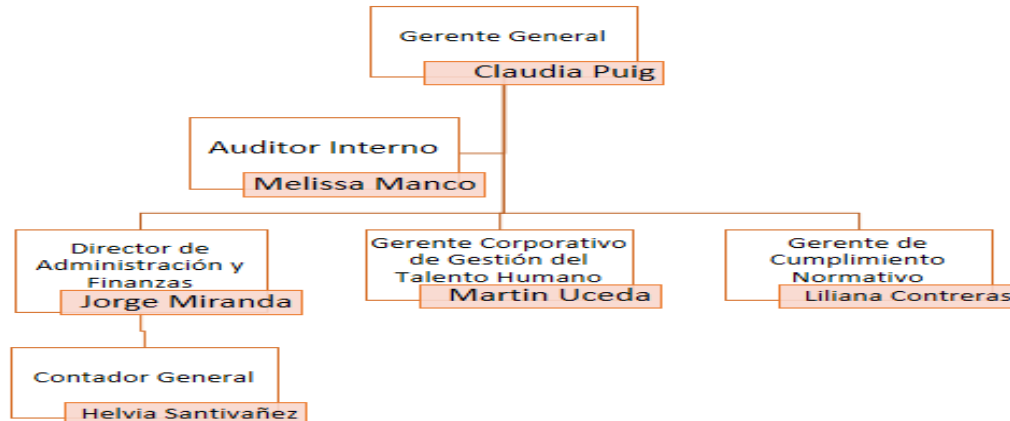 Gerente General
Claudia Puig
Auditor Interno
Melissa Manco
Director de
Administración y
Finanzas
Jorge Miranda
Gerente Corporativo
de Gestión del
Talento Humano
Martin Uceda
Gerente de
Cumplimiento
Normativo
Liliana Contreras
Contador General
Helvia Santivañez